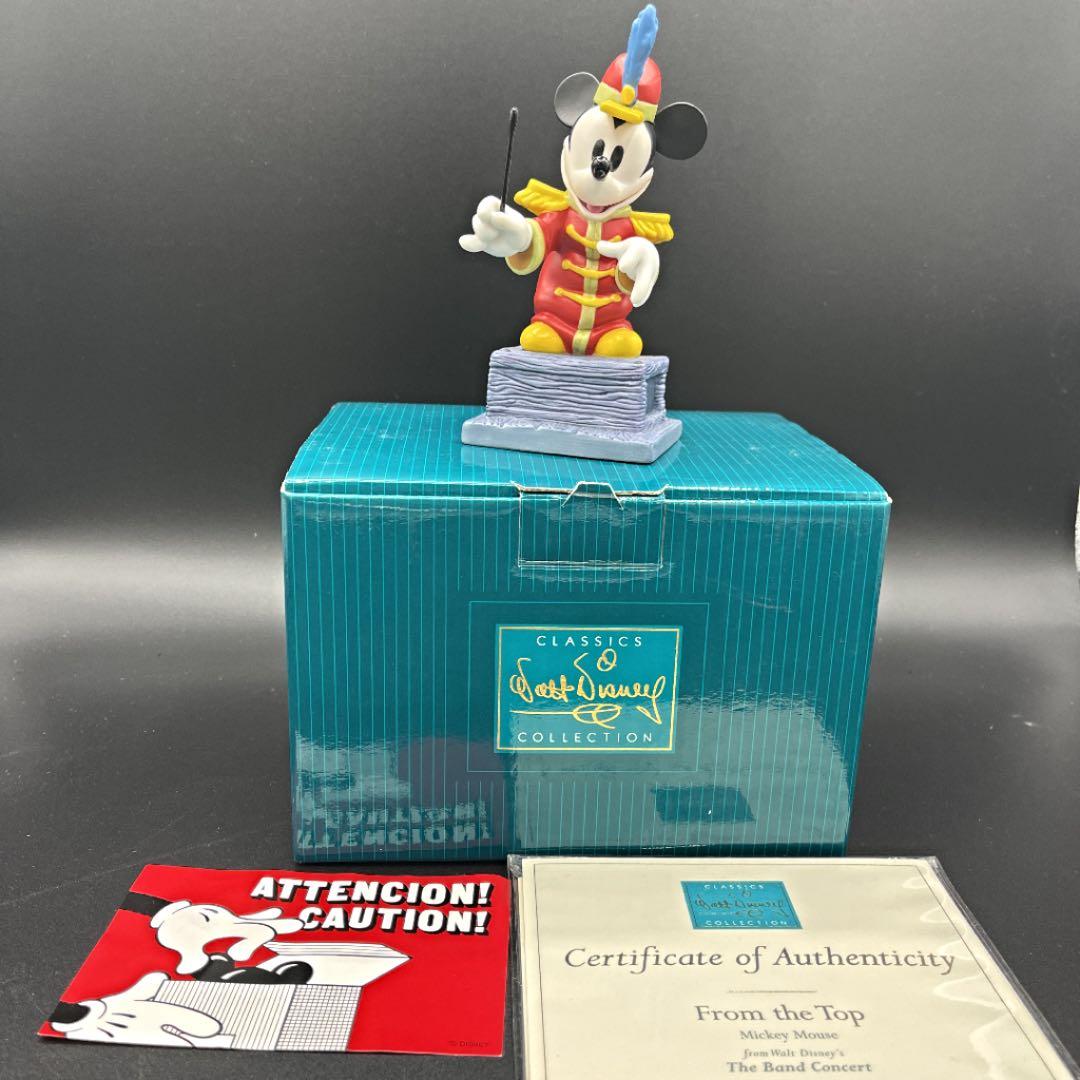 CLASSICS
Walt Disney
COLLECTION
ATTENCION!
CAUTION!
© DISNEY
CLASSICS
Walt Disney
COLLECTION
Certificate of Authenticity
From the Top
Mickey Mouse
from Walt Disney's
The Band Concert